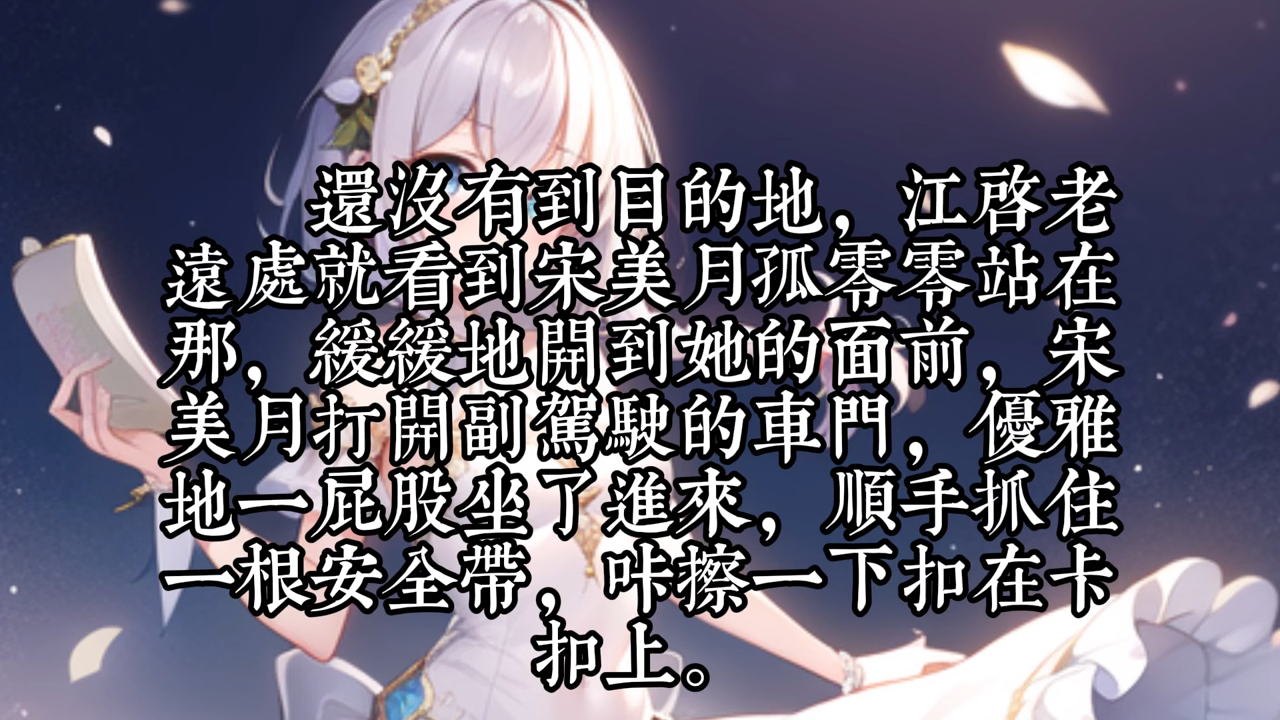 還沒有到目的地，江啓老
遠處就看到宋美月孤零零站在
那，緩緩地開到她的面前，宋
美月打開副駕駛的車門，優雅
地一屁股坐了進來，順手抓住
一根安全帶，咔擦一下扣在卡
扣上。